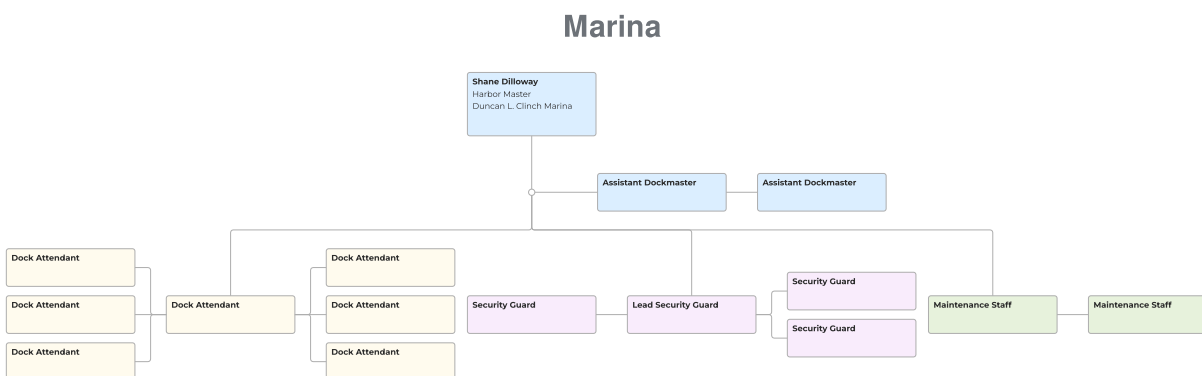 Marina
Shane Dilloway
Harbor Master
Duncan L. Clinch Marina
Assistant Dockmaster
Assistant Dockmaster
Dock Attendant
Dock Attendant
Dock Attendant
Dock Attendant
Dock Attendant
Dock Attendant
Dock Attendant
Security Guard
Lead Security Guard
Security Guard
Security Guard
Maintenance Staff
Maintenance Staff